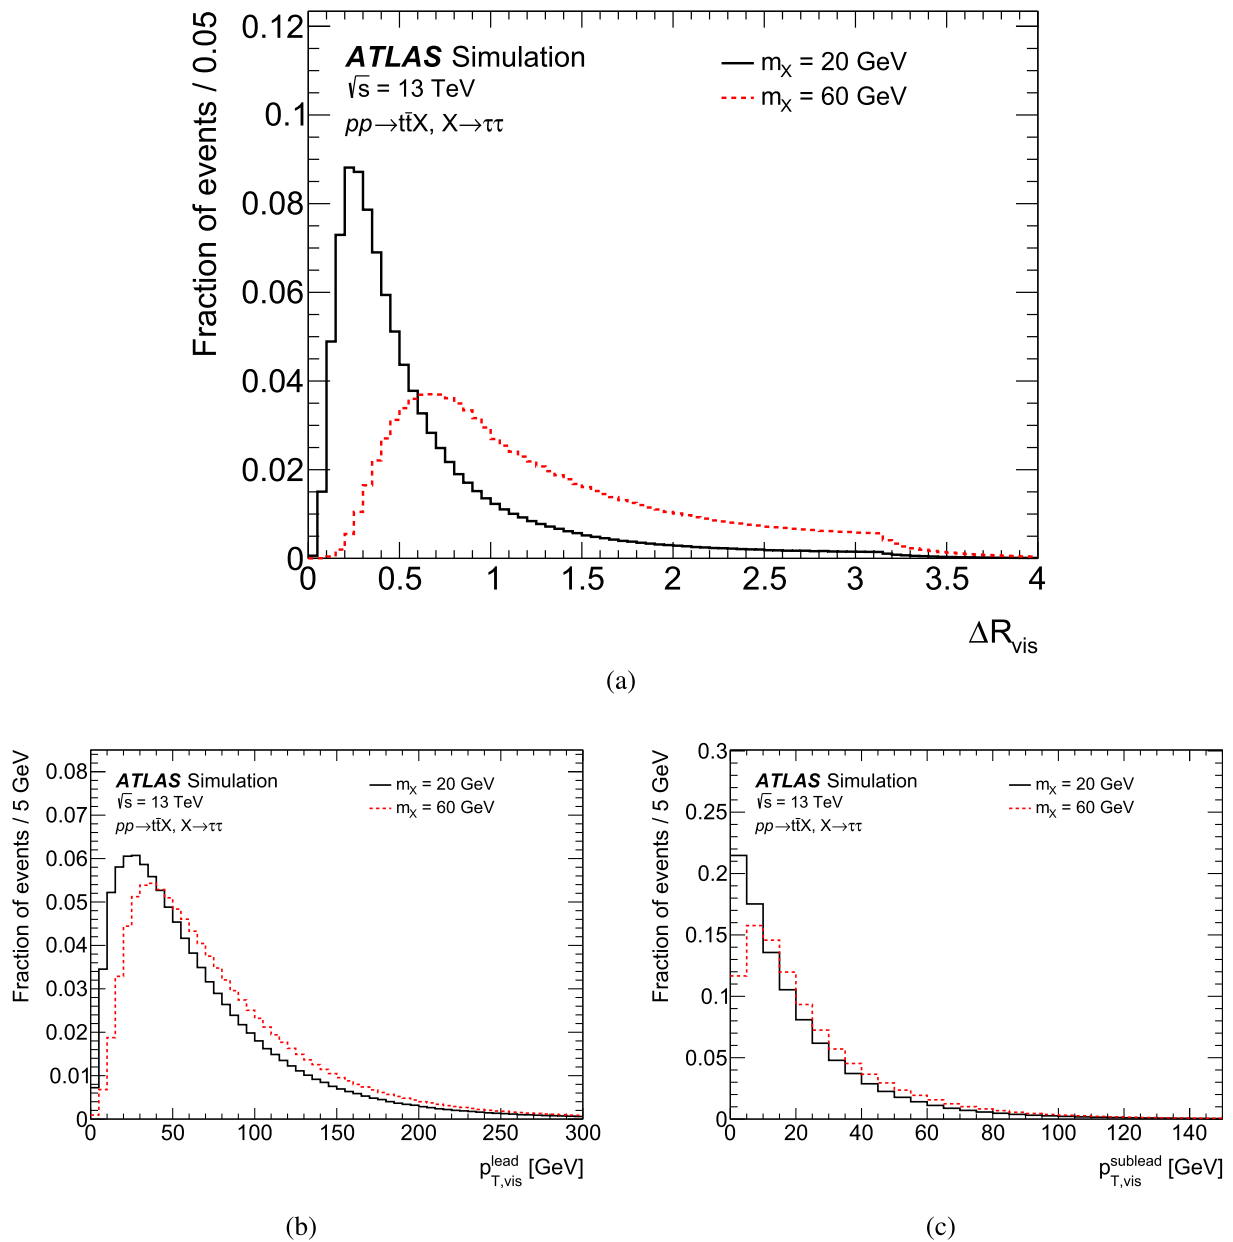 ATLAS Simulation
√s = 13 TeV
pp→tt̄X, X→ττ
m_X = 20 GeV
m_X = 60 GeV
Fraction of events / 0.05
0.12
0.1
0.08
0.06
0.04
0.02
0
0 0.5 1 1.5 2 2.5 3 3.5 4
ΔR_vis
(a)
ATLAS Simulation
√s = 13 TeV
pp→tt̄X, X→ττ
m_X = 20 GeV
m_X = 60 GeV
Fraction of events / 5 GeV
0.08
0.07
0.06
0.05
0.04
0.03
0.02
0.01
0
0 50 100 150 200 250 300
p_T,vis^lead [GeV]
(b)
ATLAS Simulation
√s = 13 TeV
pp→tt̄X, X→ττ
m_X = 20 GeV
m_X = 60 GeV
Fraction of events / 5 GeV
0.3
0.25
0.2
0.15
0.1
0.05
0
0 20 40 60 80 100 120 140
p_T,vis^sublead [GeV]
(c)